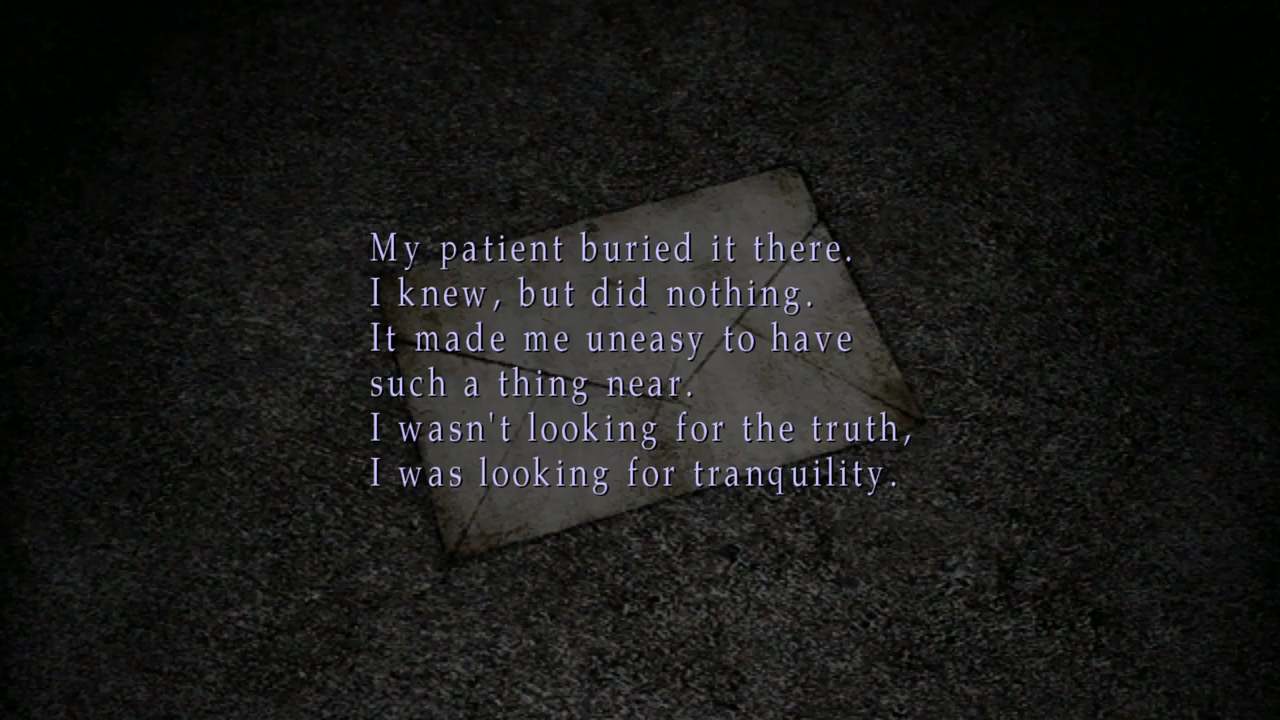 My patient buried it there.
I knew, but did nothing.
It made me uneasy to have
such a thing near.
I wasn't looking for the truth,
I was looking for tranquility.